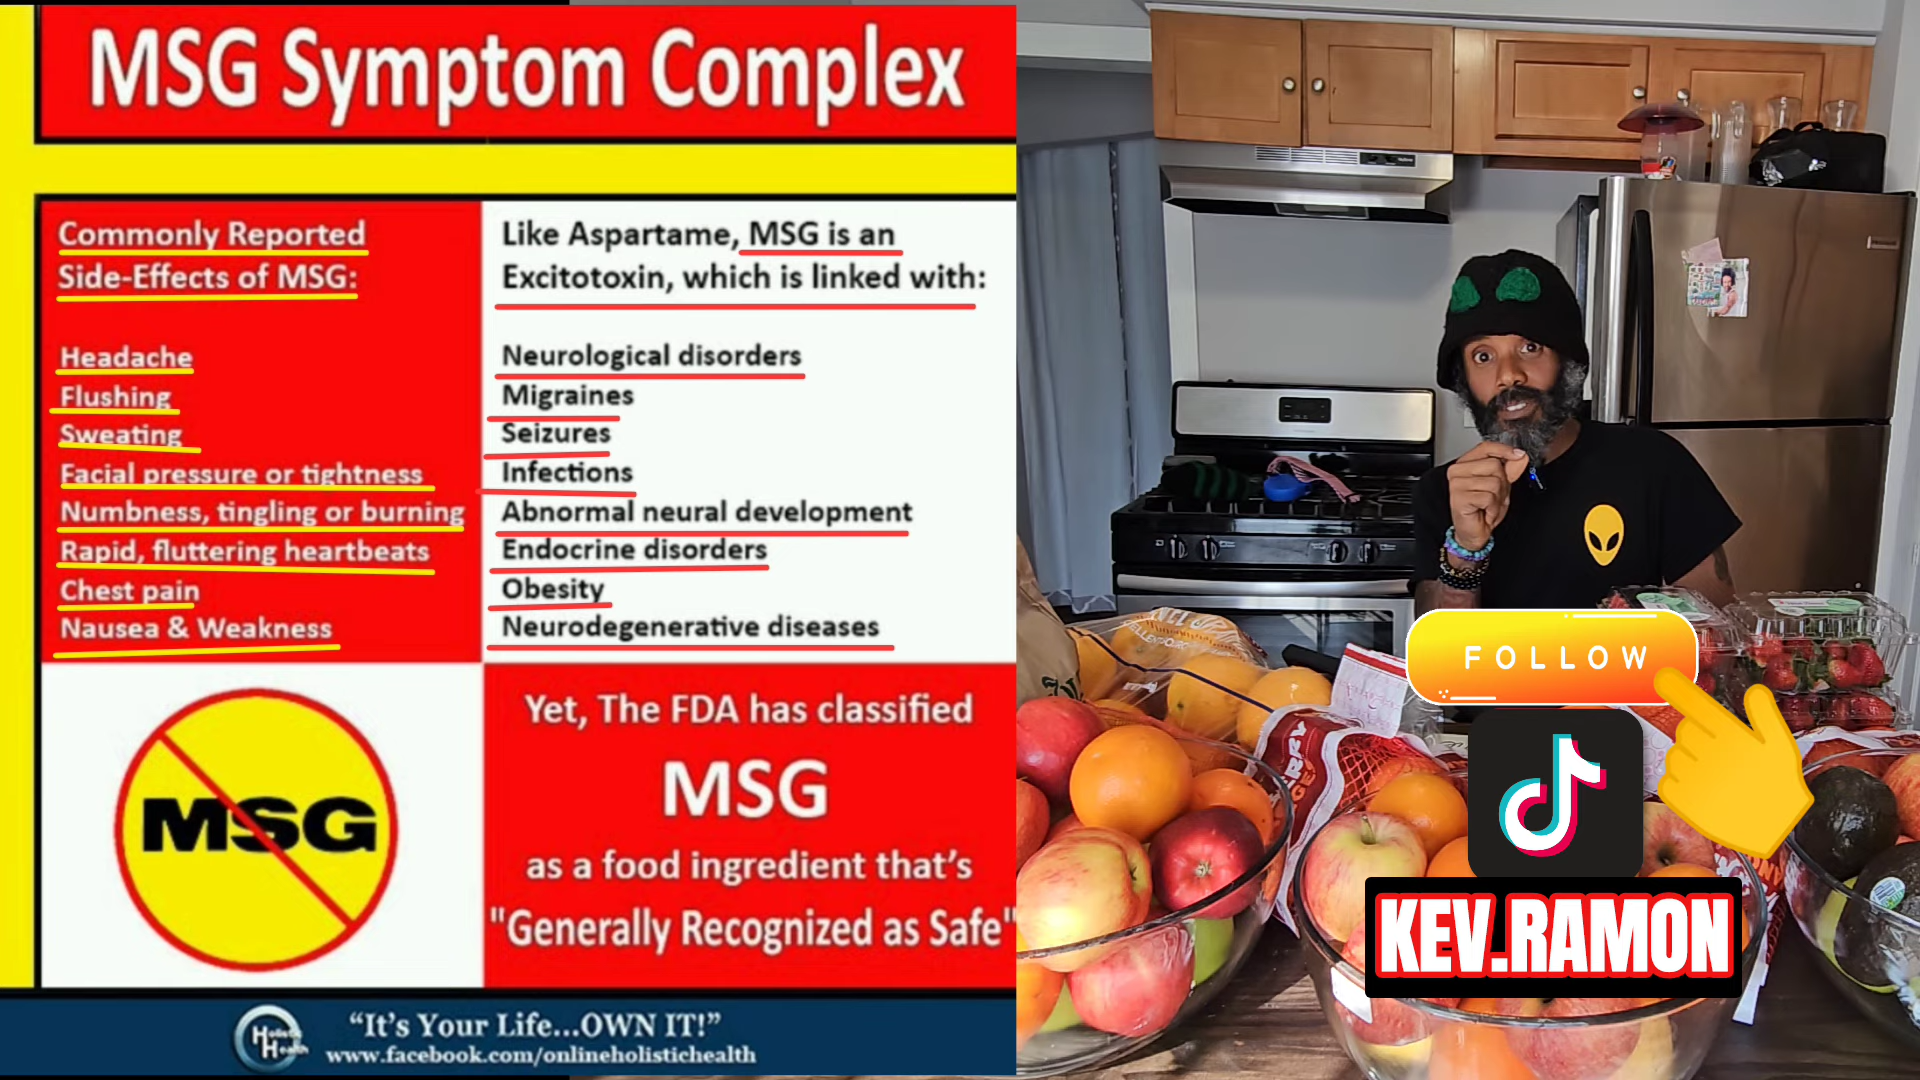 MSG Symptom Complex
Commonly Reported
Side-Effects of MSG:
Headache
Flushing
Sweating
Facial pressure or tightness
Numbness, tingling or burning
Rapid, fluttering heartbeats
Chest pain
Nausea & Weakness
Like Aspartame, MSG is an
Excitotoxin, which is linked with:
Neurological disorders
Migraines
Seizures
Infections
Abnormal neural development
Endocrine disorders
Obesity
Neurodegenerative diseases
MSG
Yet, The FDA has classified
MSG
as a food ingredient that's
"Generally Recognized as Safe"
Holistic
Health
"It's Your Life...OWN IT!"
www.facebook.com/onlineholistichealth
FOLLOW
KEV.RAMON